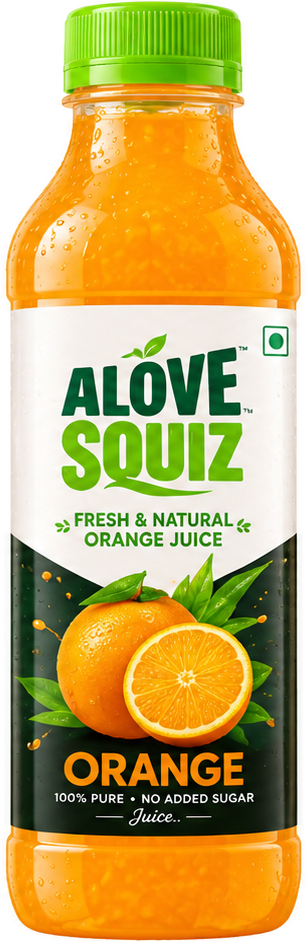 ALOVE™
SQUIZ™
FRESH & NATURAL
ORANGE JUICE
ORANGE
100% PURE • NO ADDED SUGAR
Juice..